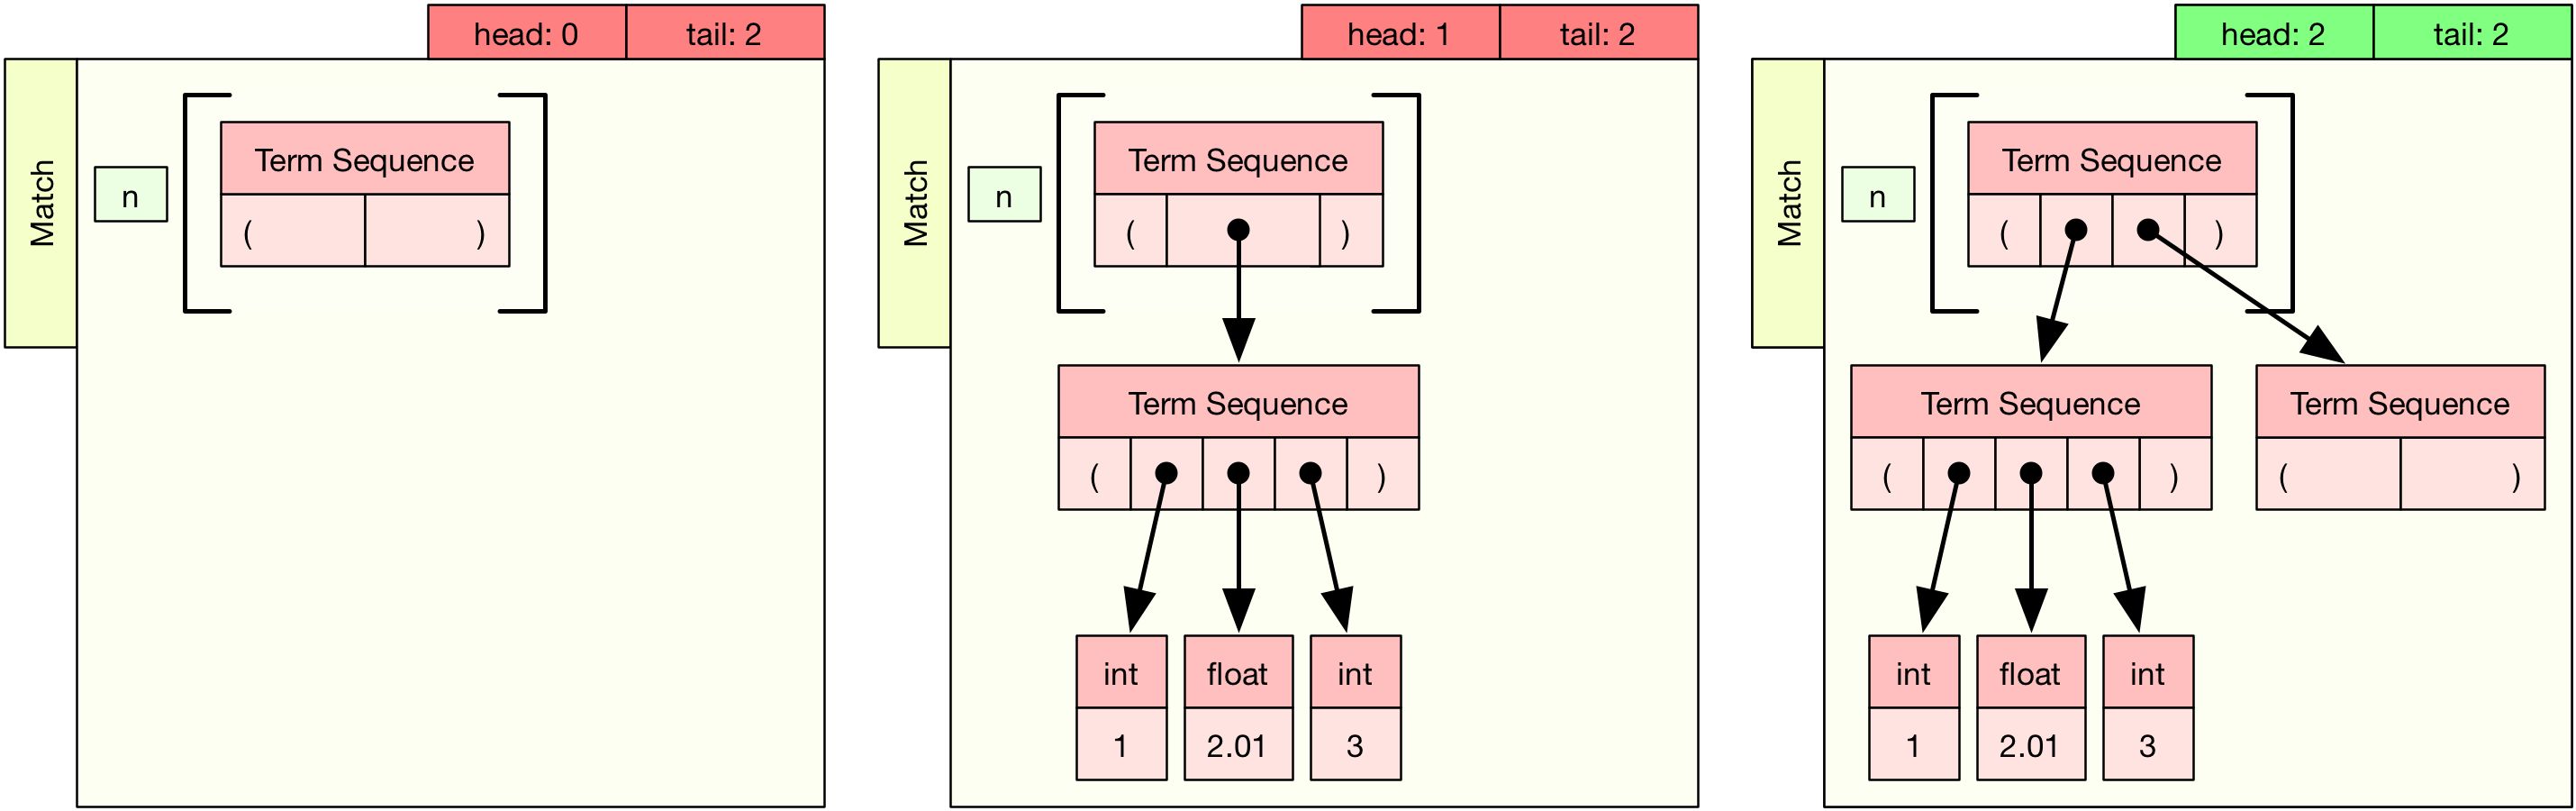 head: 0 tail: 2
Match
n
Term Sequence
( )
head: 1 tail: 2
Match
n
Term Sequence
( )
Term Sequence
( )
int float int
1 2.01 3
head: 2 tail: 2
Match
n
Term Sequence
( )
Term Sequence
( )
Term Sequence
( )
int float int
1 2.01 3